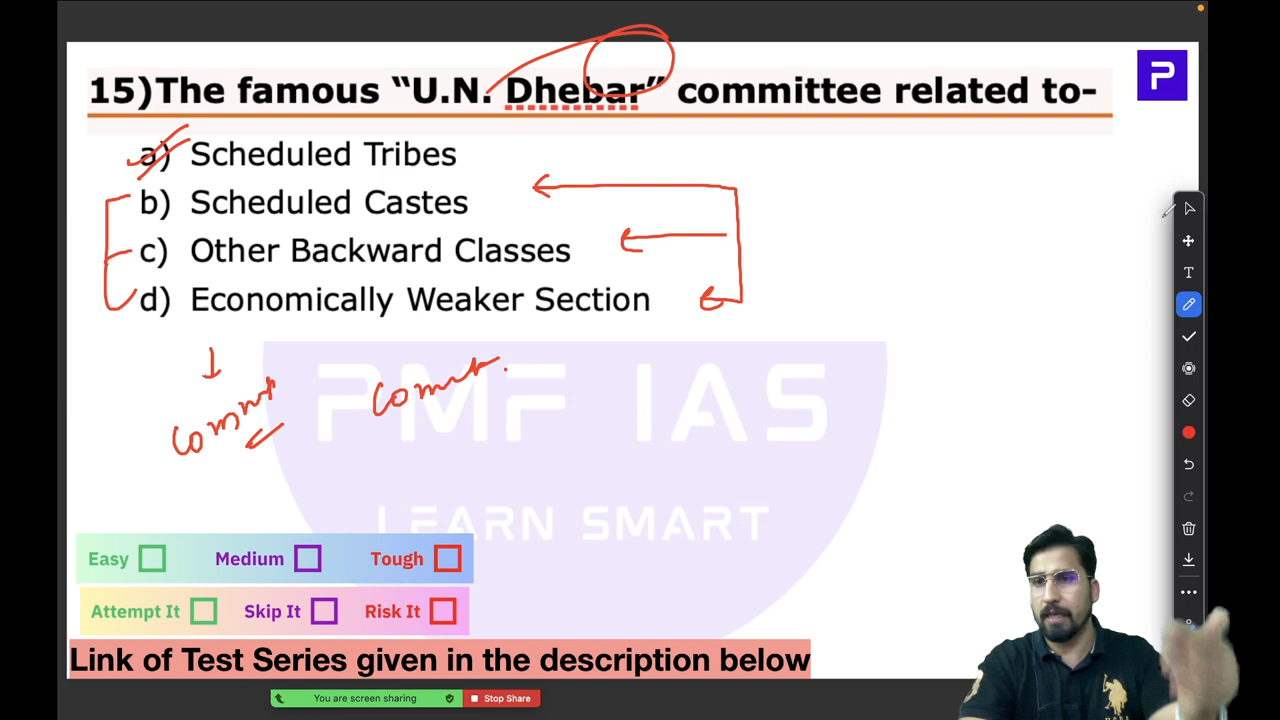 15)The famous “U.N. Dhebar” committee related to-
a) Scheduled Tribes
b) Scheduled Castes
c) Other Backward Classes
d) Economically Weaker Section
PMF IAS
LEARN SMART
Easy Medium Tough
Attempt It Skip It Risk It
Link of Test Series given in the description below
You are screen sharing Stop Share